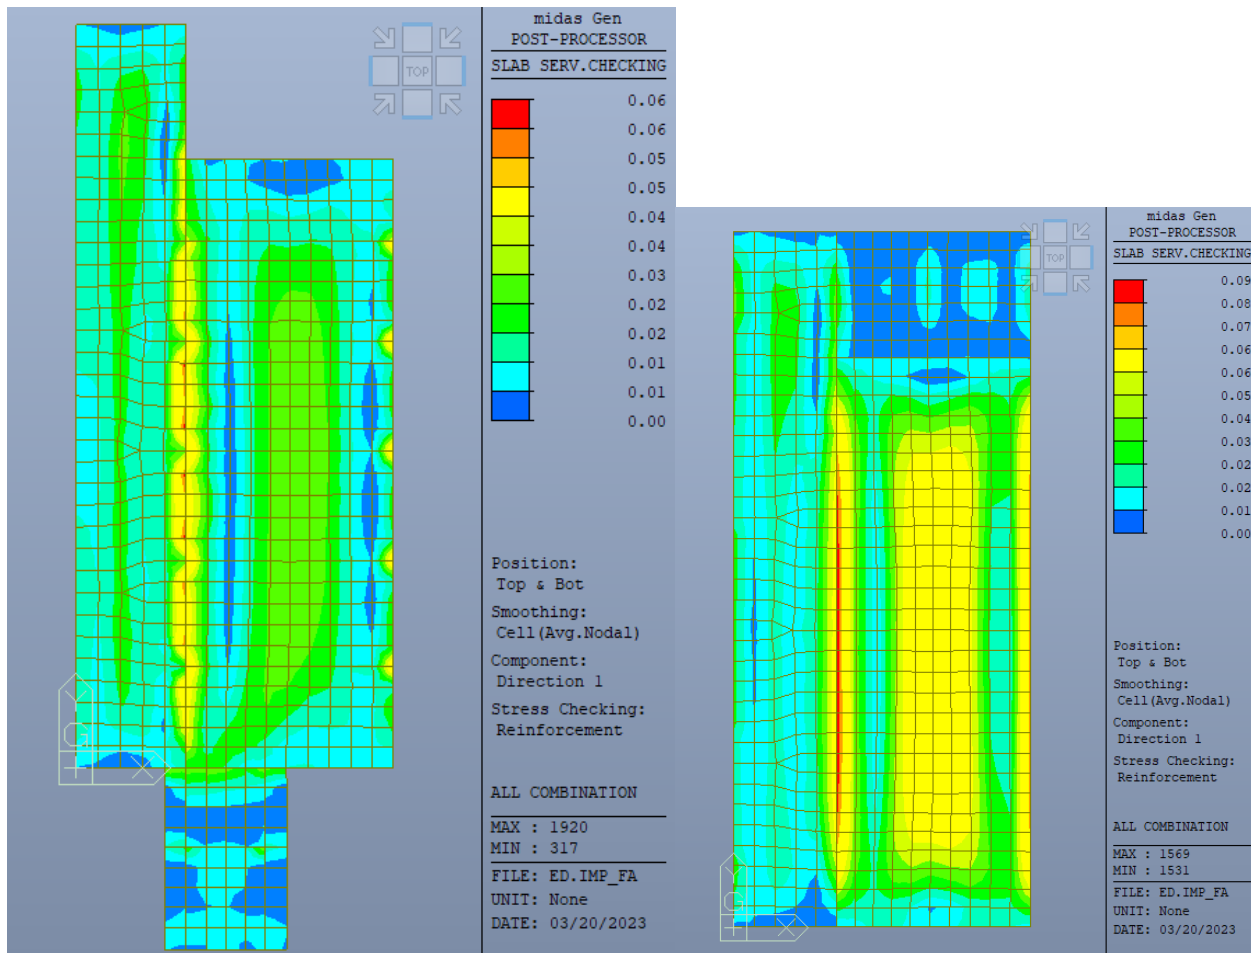 TOP
midas Gen
POST-PROCESSOR
SLAB SERV.CHECKING
0.06
0.06
0.05
0.05
0.04
0.04
0.03
0.02
0.02
0.01
0.01
0.00
Position:
Top & Bot
Smoothing:
Cell(Avg.Nodal)
Component:
Direction 1
Stress Checking:
Reinforcement
ALL COMBINATION
MAX : 1920
MIN : 317
FILE: ED.IMP_FA
UNIT: None
DATE: 03/20/2023
Y
G
X
TOP
midas Gen
POST-PROCESSOR
SLAB SERV.CHECKING
0.09
0.08
0.07
0.06
0.06
0.05
0.04
0.03
0.02
0.02
0.01
0.00
Position:
Top & Bot
Smoothing:
Cell(Avg.Nodal)
Component:
Direction 1
Stress Checking:
Reinforcement
ALL COMBINATION
MAX : 1569
MIN : 1531
FILE: ED.IMP_FA
UNIT: None
DATE: 03/20/2023
Y
G
X